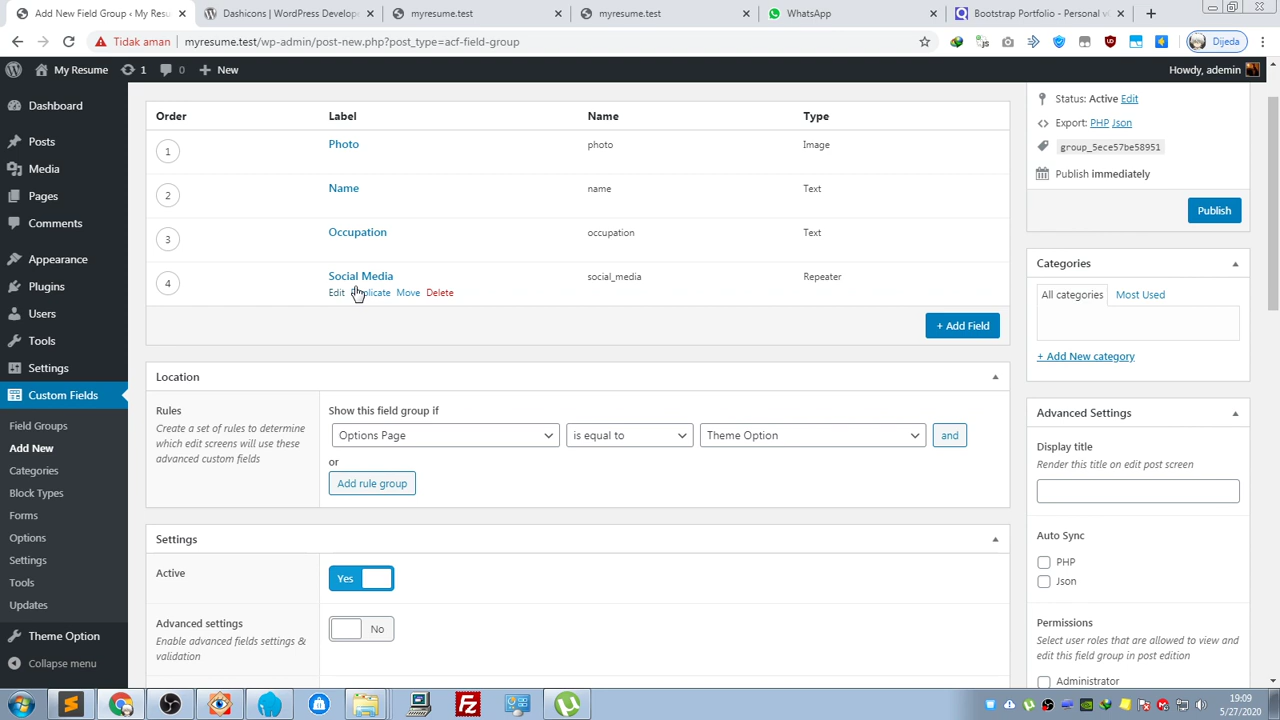 Add New Field Group ‹ My Resu
Dashicons | WordPress Develope
myresume.test
myresume.test
WhatsApp
Bootstrap Portfolio - Personal v
Tidak aman
myresume.test/wp-admin/post-new.php?post_type=acf-field-group
Dijeda
My Resume
1
0
New
Howdy, ademin
Dashboard
Posts
Media
Pages
Comments
Appearance
Plugins
Users
Tools
Settings
Custom Fields
Field Groups
Add New
Categories
Block Types
Forms
Options
Settings
Tools
Updates
Theme Option
Collapse menu
Order
Label
Name
Type
1
Photo
photo
Image
2
Name
name
Text
3
Occupation
occupation
Text
4
Social Media
social_media
Repeater
Edit
Move
Delete
+ Add Field
Location
Rules
Create a set of rules to determine
which edit screens will use these
advanced custom fields
Show this field group if
Options Page
is equal to
Theme Option
and
or
Add rule group
Settings
Active
Yes
Advanced settings
Enable advanced fields settings &
validation
No
Status: Active Edit
Export: PHP Json
group_5ece57be58951
Publish immediately
Publish
Categories
All categories
Most Used
+ Add New category
Advanced Settings
Display title
Render this title on edit post screen
Auto Sync
PHP
Json
Permissions
Select user roles that are allowed to view and
edit this field group in post edition
Administrator
19:09
5/27/2020